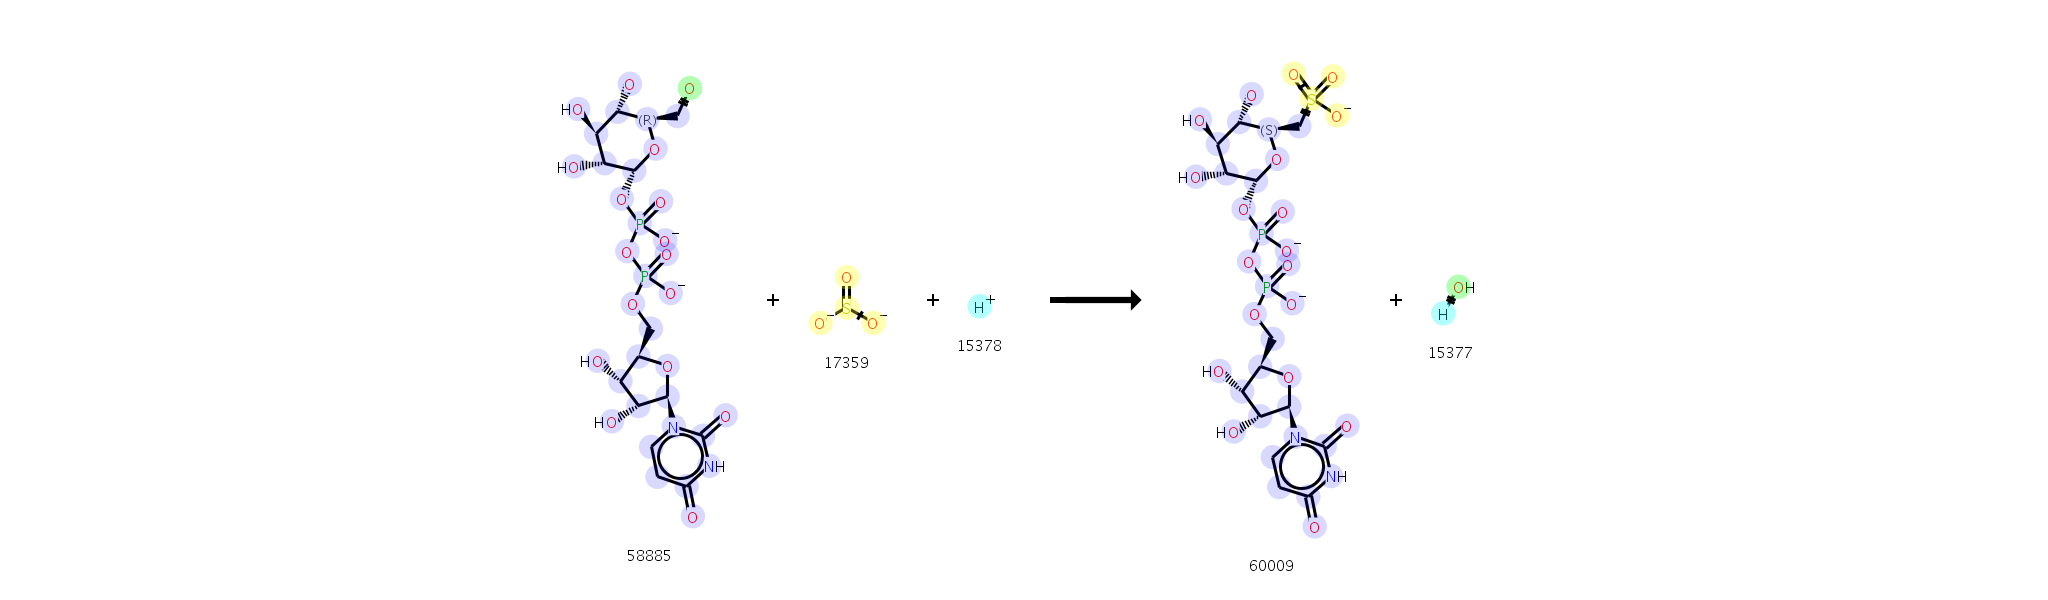 O O
HO (R)
O
HO
O O
P
O⁻
O O
P
O⁻
O
HO O
HO
N O
NH
O
58885
+
O
S
O⁻ O⁻
17359
+
H⁺
15378
O O
S
O O⁻
HO (S)
O
HO
O O
P
O⁻
O O
P
O⁻
O
HO O
HO
N O
NH
O
60009
+
OH
H
15377